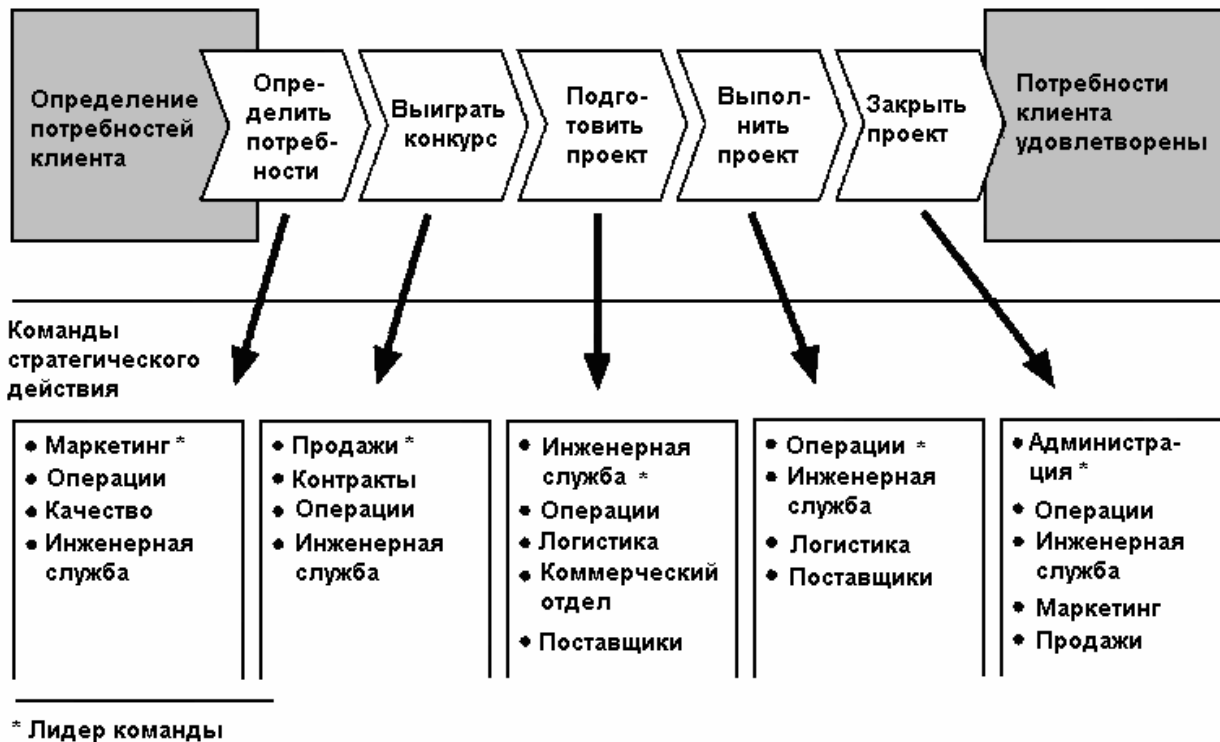 Определение
потребностей
клиента
Опре-
делить
потреб-
ности
Выиграть
конкурс
Подго-
товить
проект
Выпол-
нить
проект
Закрыть
проект
Потребности
клиента
удовлетворены
Команды
стратегического
действия
• Маркетинг *
• Операции
• Качество
• Инженерная
служба
• Продажи *
• Контракты
• Операции
• Инженерная
служба
• Инженерная
служба *
• Операции
• Логистика
• Коммерческий
отдел
• Поставщики
• Операции *
• Инженерная
служба
• Логистика
• Поставщики
• Администра-
ция *
• Операции
• Инженерная
служба
• Маркетинг
• Продажи
* Лидер команды